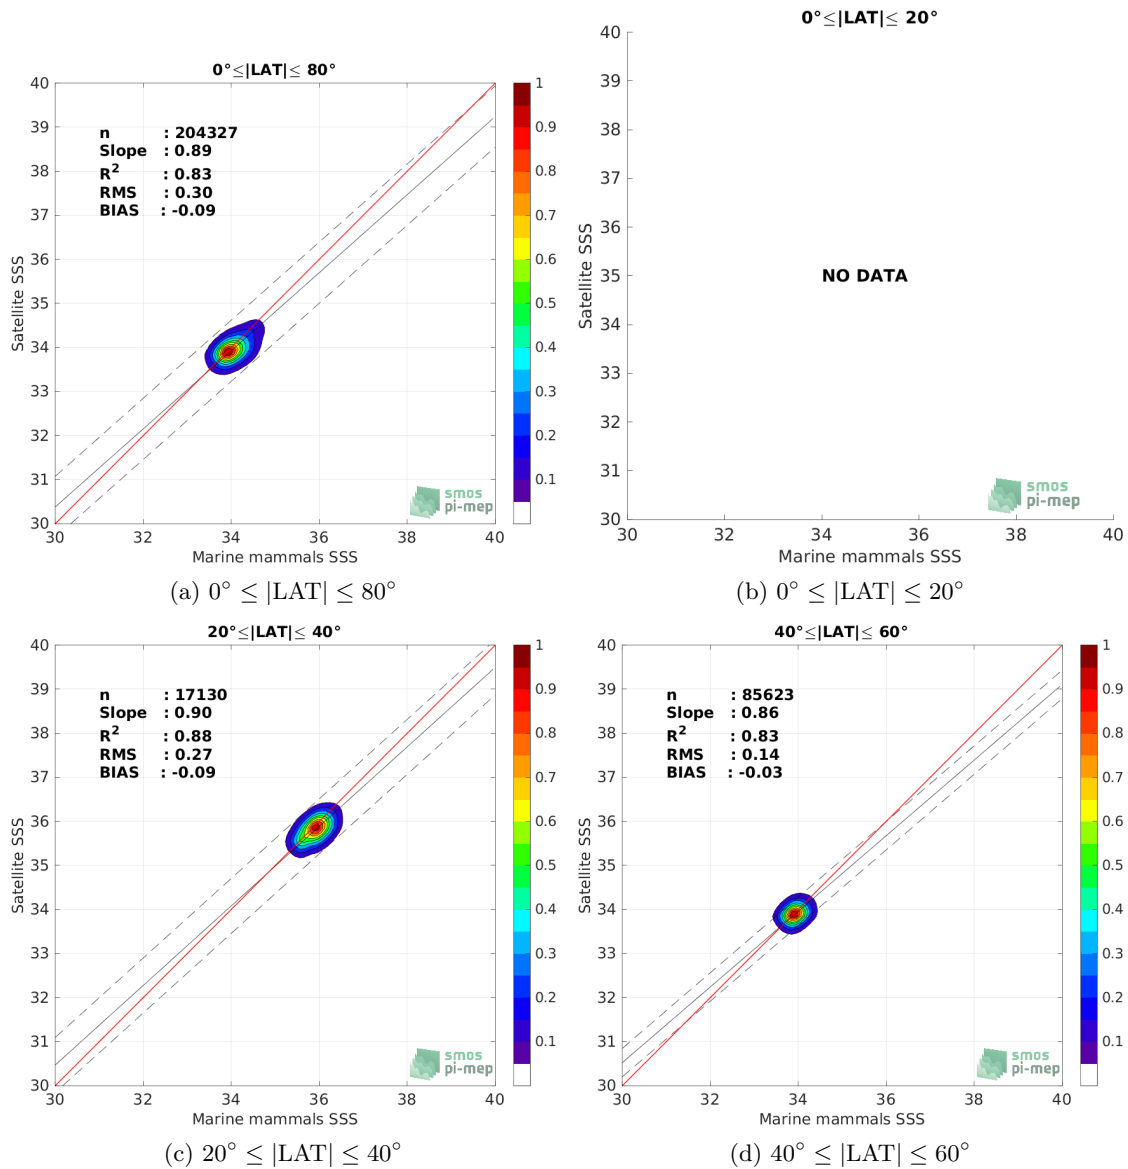 0°≤|LAT|≤ 80°
40
39
38
37
36
35
34
33
32
31
30
30
32
34
36
38
40
Satellite SSS
Marine mammals SSS
n : 204327
Slope : 0.89
R² : 0.83
RMS : 0.30
BIAS : -0.09
smos
pi-mep
1
0.9
0.8
0.7
0.6
0.5
0.4
0.3
0.2
0.1
(a) 0° ≤ |LAT| ≤ 80°
0°≤|LAT|≤ 20°
40
39
38
37
36
35
34
33
32
31
30
30
32
34
36
38
40
Satellite SSS
Marine mammals SSS
NO DATA
smos
pi-mep
(b) 0° ≤ |LAT| ≤ 20°
20°≤|LAT|≤ 40°
40
39
38
37
36
35
34
33
32
31
30
30
32
34
36
38
40
Satellite SSS
Marine mammals SSS
n : 17130
Slope : 0.90
R² : 0.88
RMS : 0.27
BIAS : -0.09
smos
pi-mep
1
0.9
0.8
0.7
0.6
0.5
0.4
0.3
0.2
0.1
(c) 20° ≤ |LAT| ≤ 40°
40°≤|LAT|≤ 60°
40
39
38
37
36
35
34
33
32
31
30
30
32
34
36
38
40
Satellite SSS
Marine mammals SSS
n : 85623
Slope : 0.86
R² : 0.83
RMS : 0.14
BIAS : -0.03
smos
pi-mep
1
0.9
0.8
0.7
0.6
0.5
0.4
0.3
0.2
0.1
(d) 40° ≤ |LAT| ≤ 60°